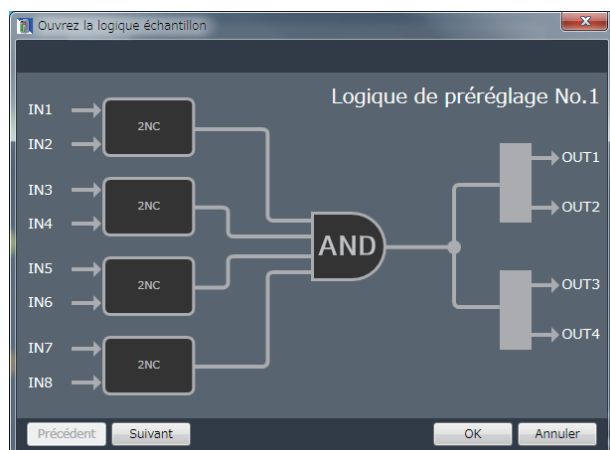 Ouvrez la logique échantillon
Logique de préréglage No.1
IN1
IN2
2NC
IN3
IN4
2NC
IN5
IN6
2NC
IN7
IN8
2NC
AND
OUT1
OUT2
OUT3
OUT4
Précédent
Suivant
OK
Annuler